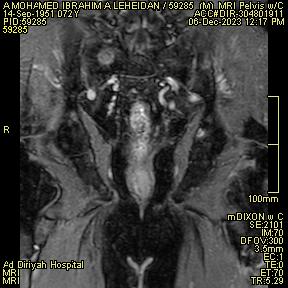 A MOHAMED IBRAHIM A LEHEIDAN / 59285 (M) MRI Pelvis w/C
14-Sep-1951 072Y ACC#DIR-304801911
PID:59285 06-Dec-2023 12:17 PM
59285
R
100mm
mDIXON w C
SE:2101
IM:70
DFOV:300
3.5mm
EC:1
Ad Diriyah Hospital TE:0
MRI ET:70
MRI TR:5.29